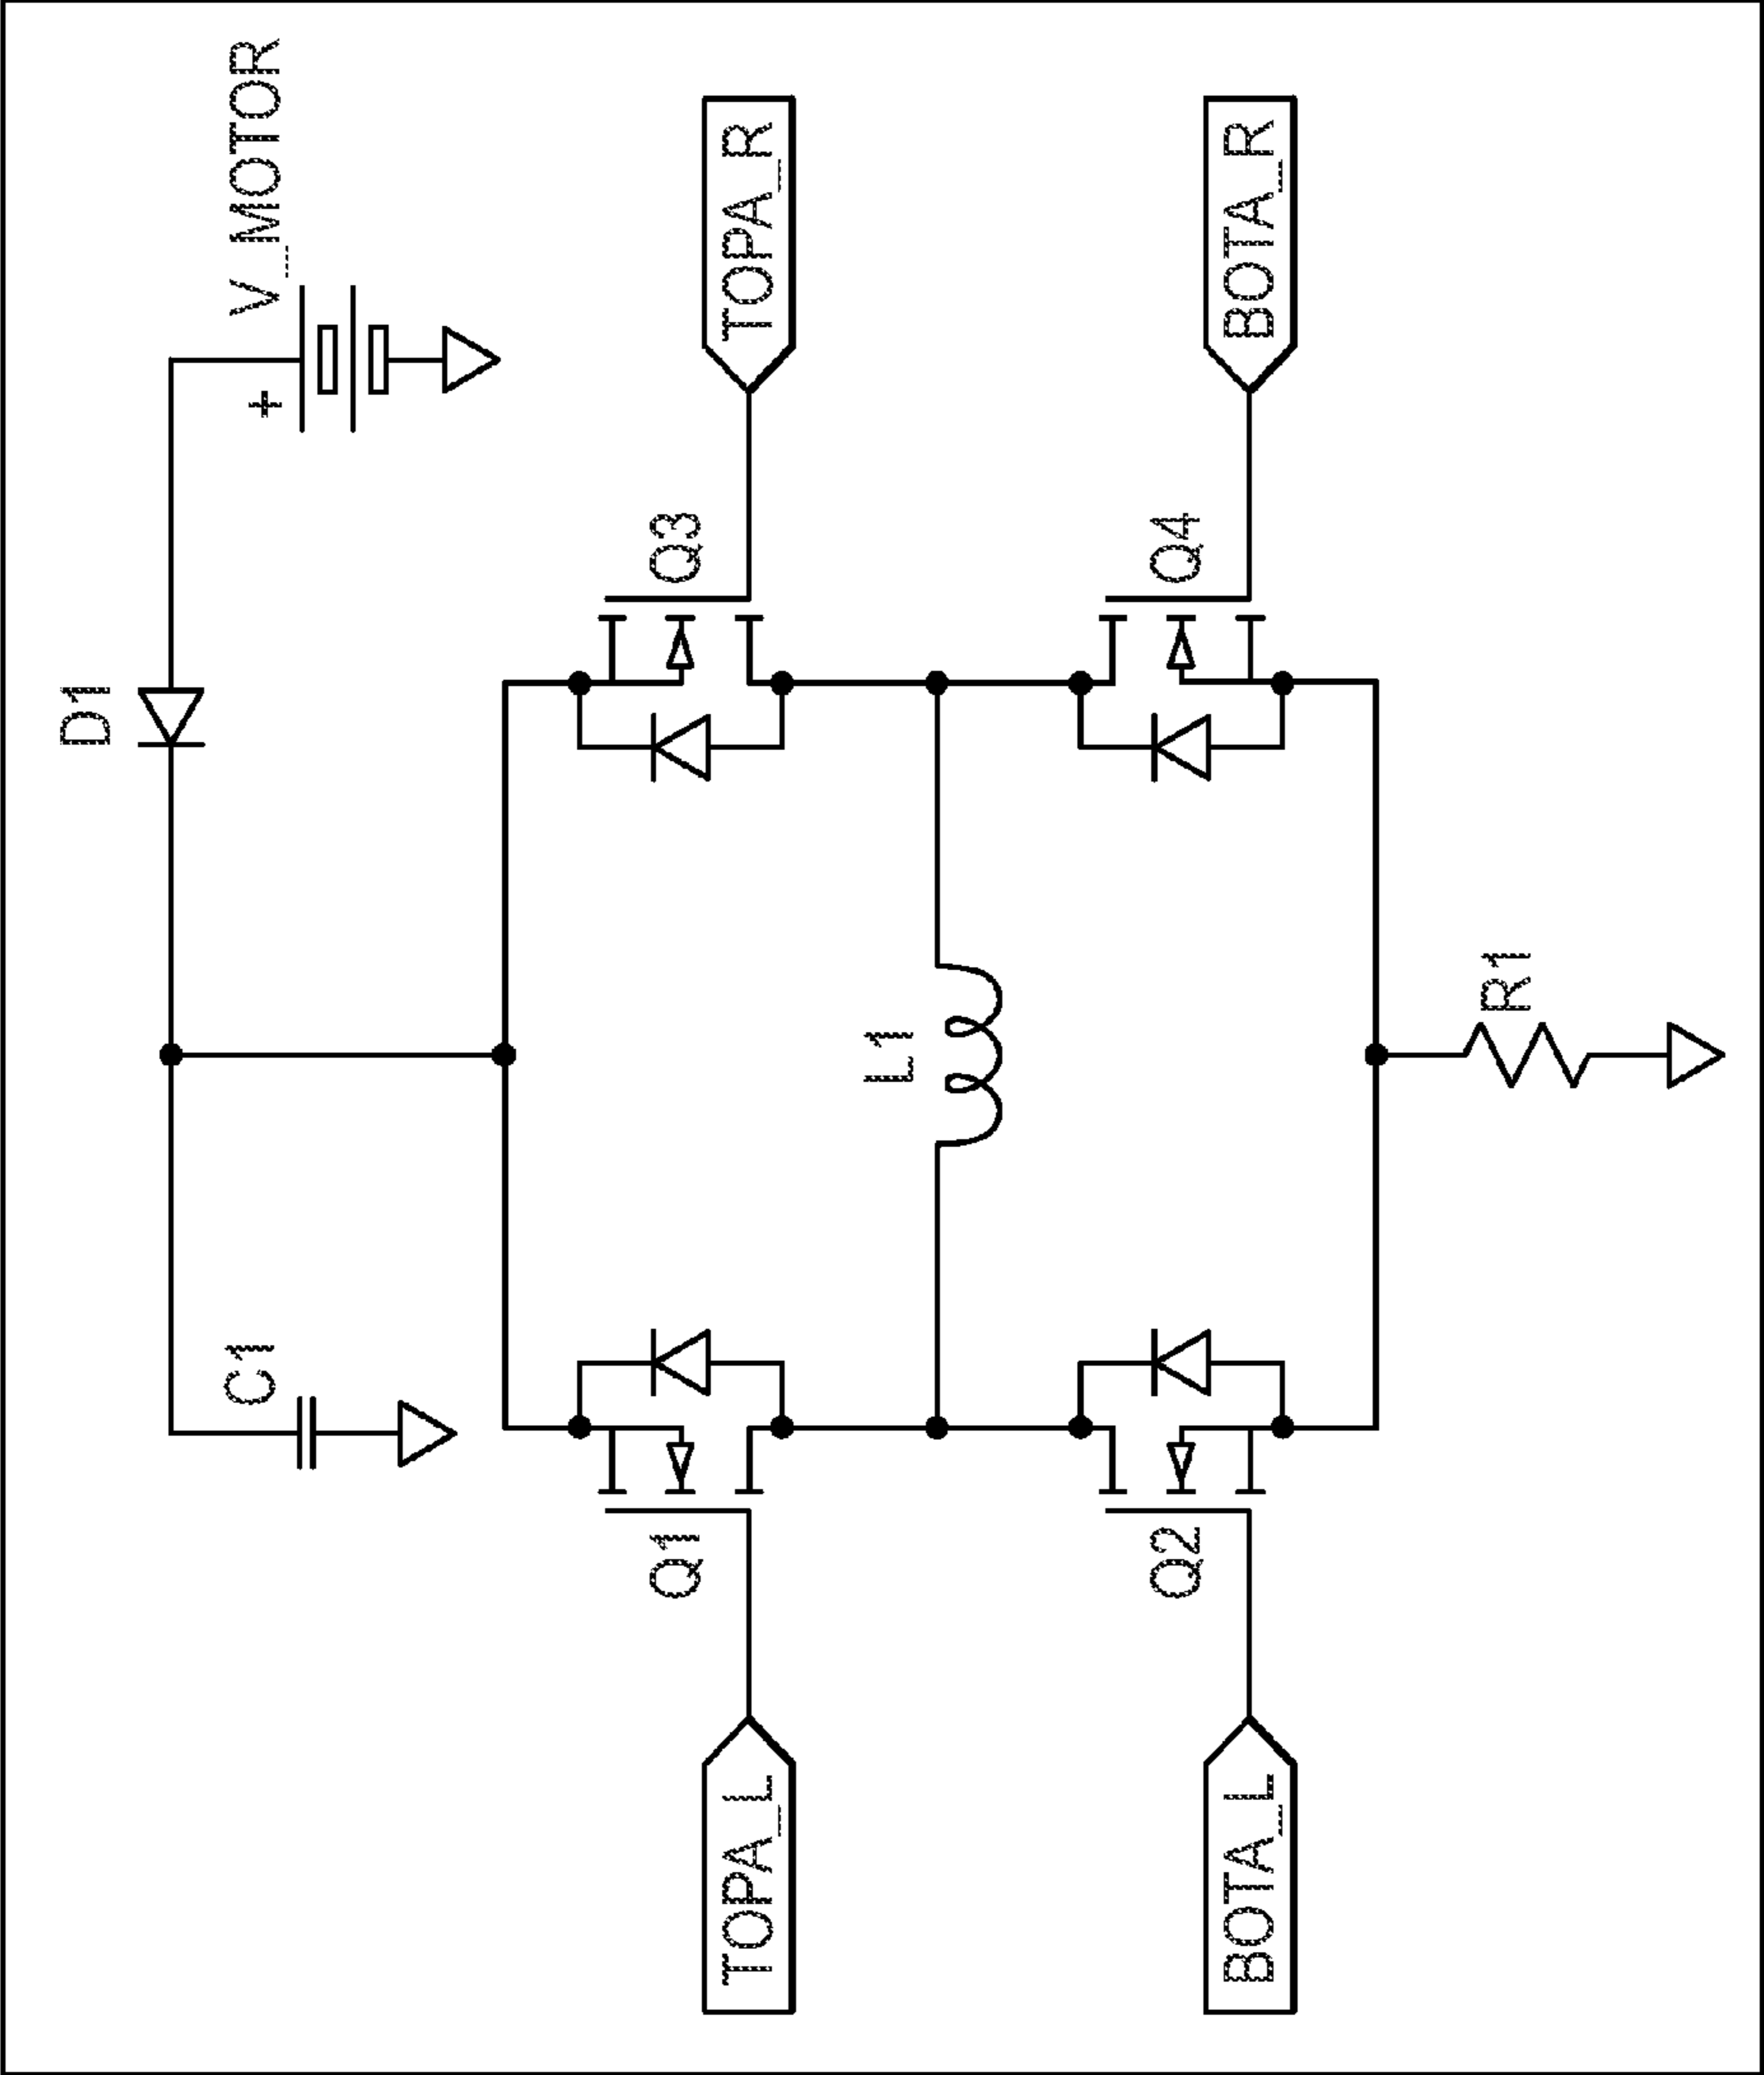 D1
C1
+
V_MOTOR
Q1
Q3
TOPA_L
TOPA_R
L1
Q2
Q4
BOTA_L
BOTA_R
R1